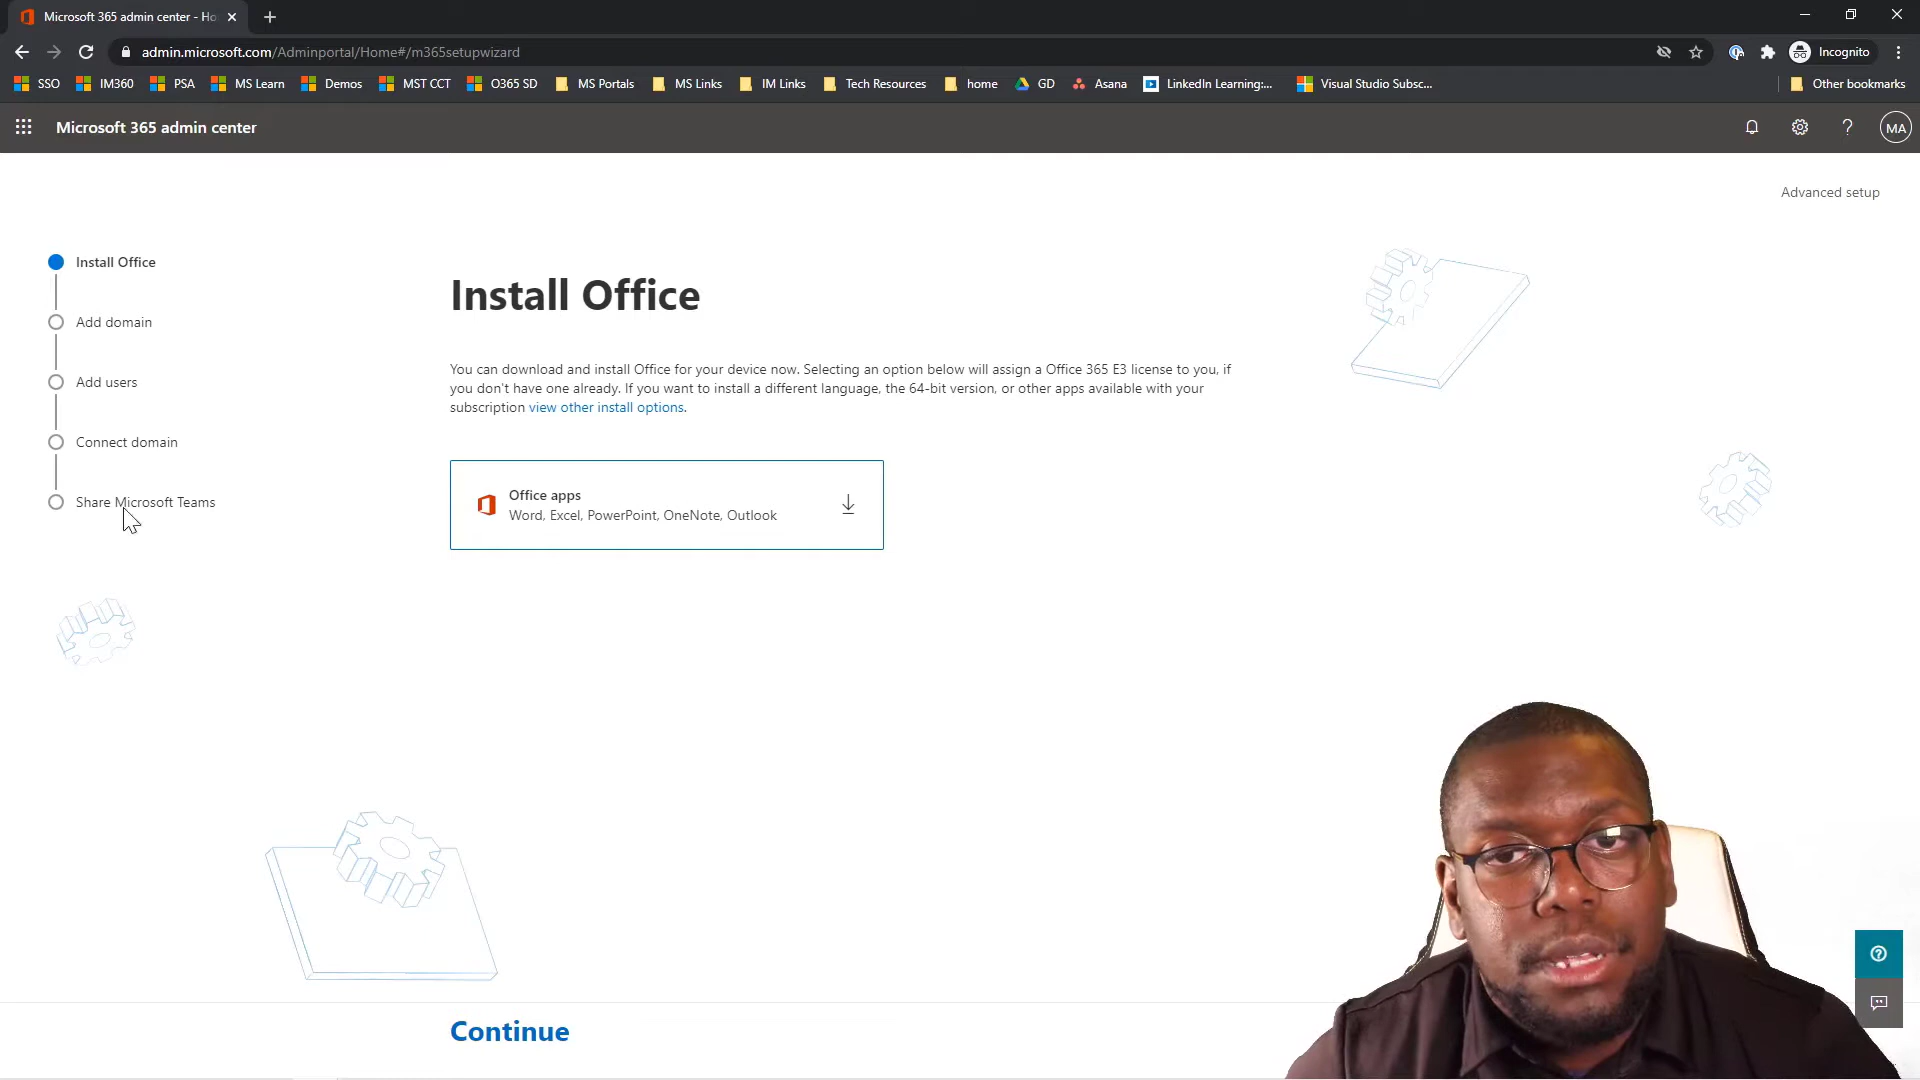 Microsoft 365 admin center - Ho
admin.microsoft.com/Adminportal/Home#/m365setupwizard
Incognito
SSO IM360 PSA MS Learn Demos MST CCT O365 SD MS Portals MS Links IM Links Tech Resources home GD Asana LinkedIn Learning:... Visual Studio Subsc... Other bookmarks
Microsoft 365 admin center
MA
Advanced setup
Install Office
Add domain
Add users
Connect domain
Share Microsoft Teams
Install Office
You can download and install Office for your device now. Selecting an option below will assign a Office 365 E3 license to you, if
you don't have one already. If you want to install a different language, the 64-bit version, or other apps available with your
subscription view other install options.
Office apps
Word, Excel, PowerPoint, OneNote, Outlook
Continue